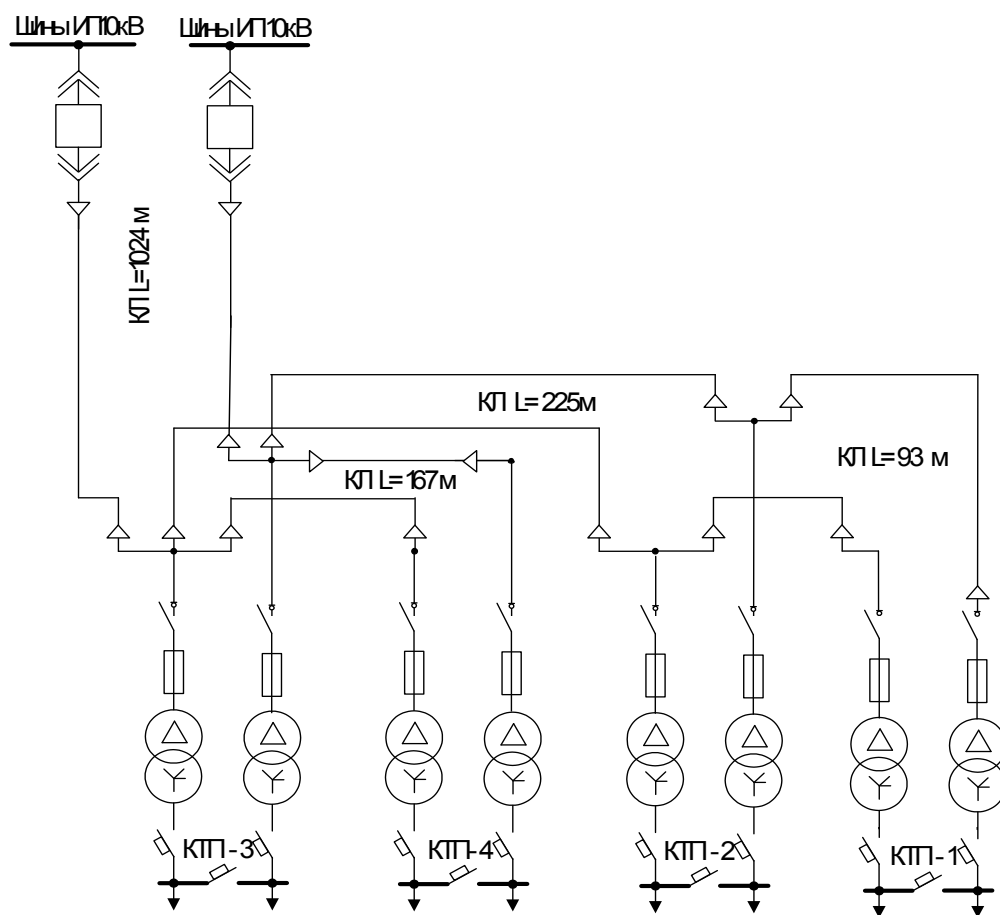 Шины ИП 10кВ
Шины ИП 10кВ
КЛ L=1024 м
КЛ L= 225м
КЛ L= 167м
КЛ L= 93 м
КТП - 3
КТП - 4
КТП - 2
КТП - 1